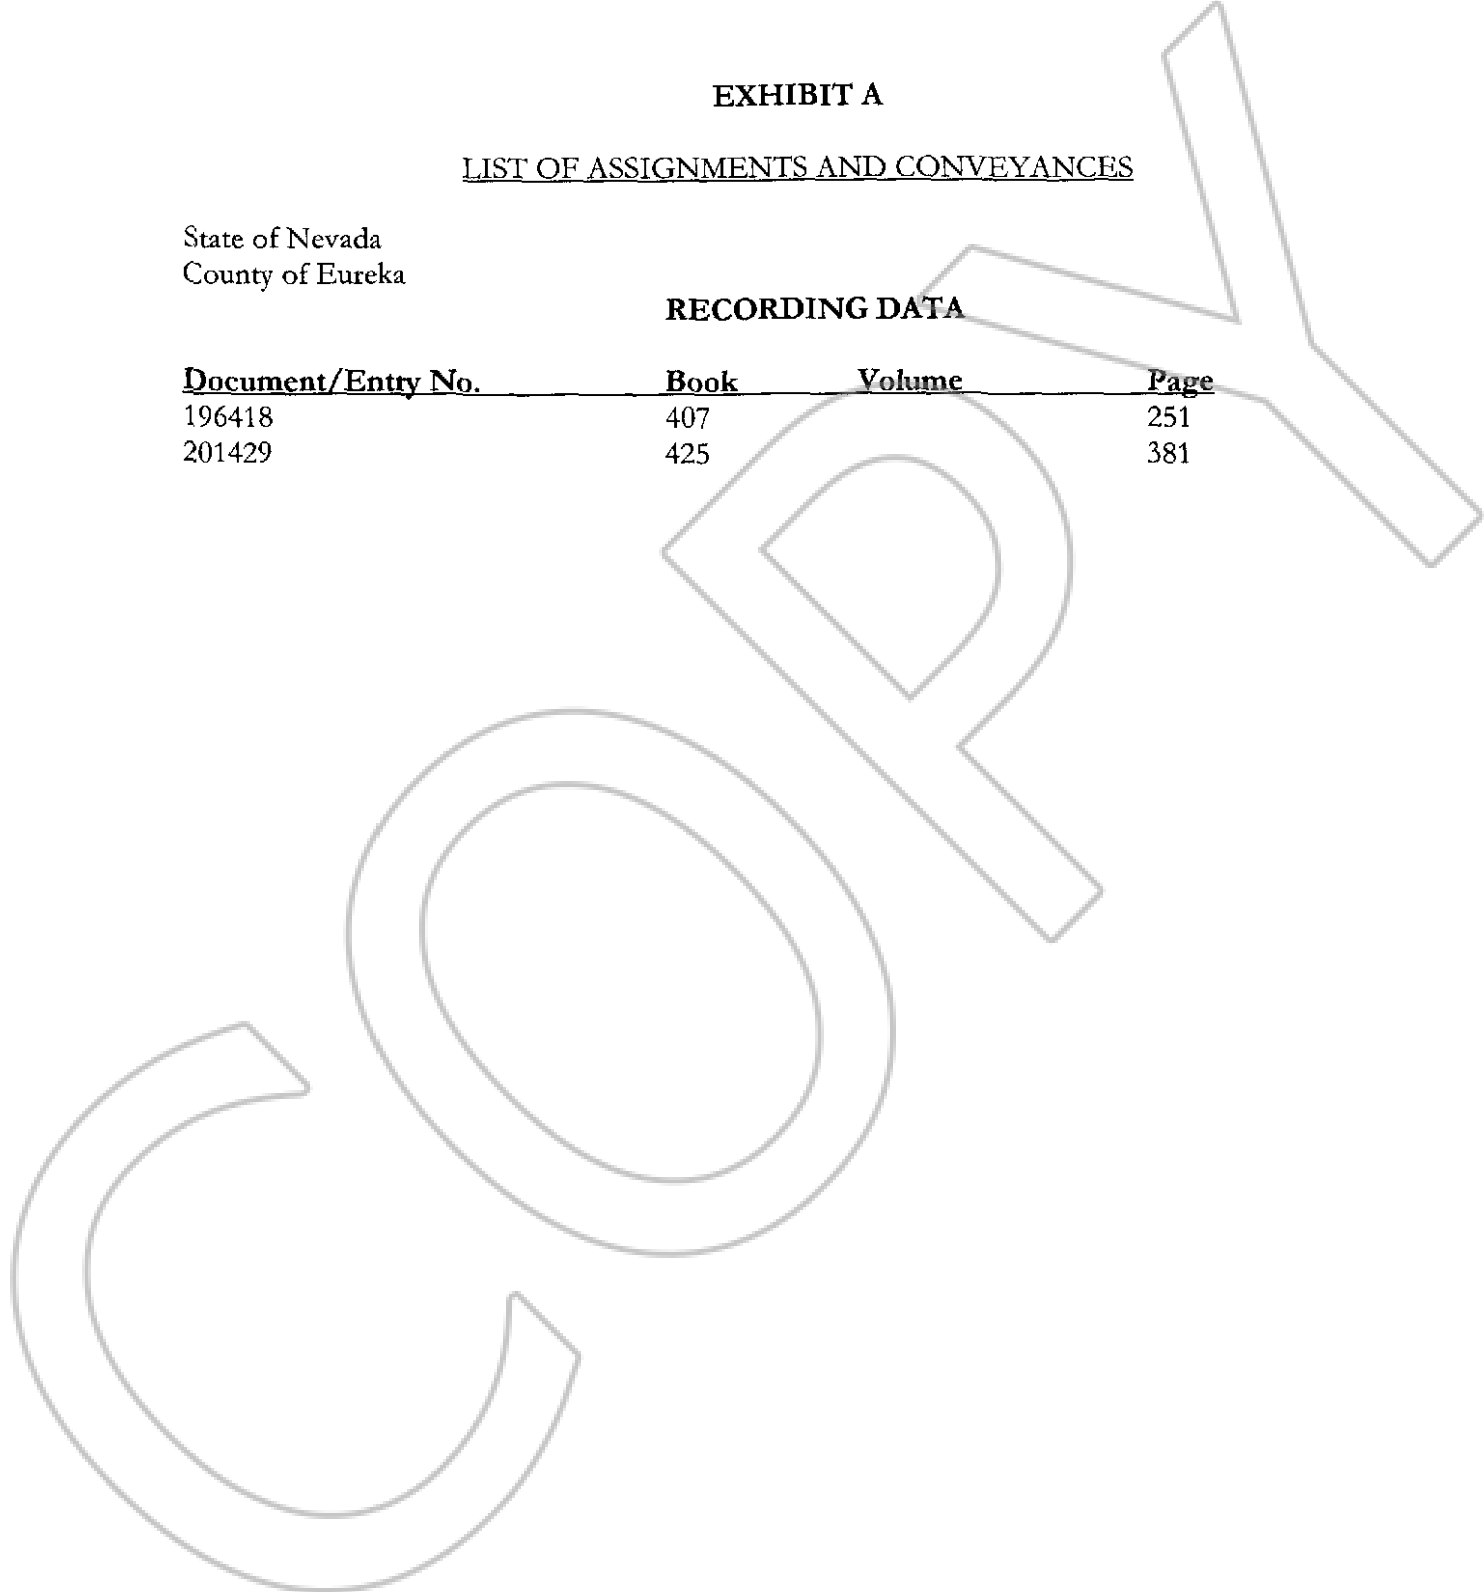 EXHIBIT A
LIST OF ASSIGNMENTS AND CONVEYANCES
State of Nevada
County of Eureka
RECORDING DATA
Document/Entry No. Book Volume Page
196418 407 251
201429 425 381
COPY